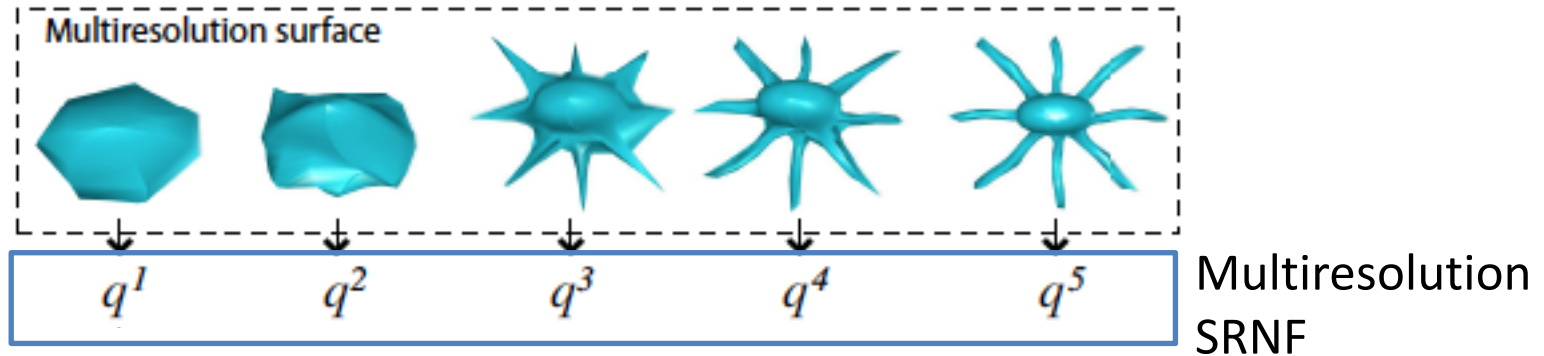 Multiresolution surface
q¹ q² q³ q⁴ q⁵
Multiresolution
SRNF